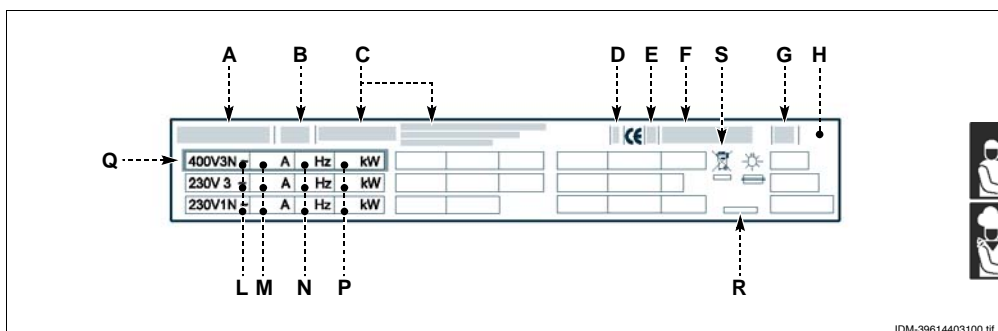 A B C D E F S G H
CE
Q
400V3N~ A Hz kW
230V 3 ~ A Hz kW
230V1N~ A Hz kW
L M N P R
IDM-39614403100.tif